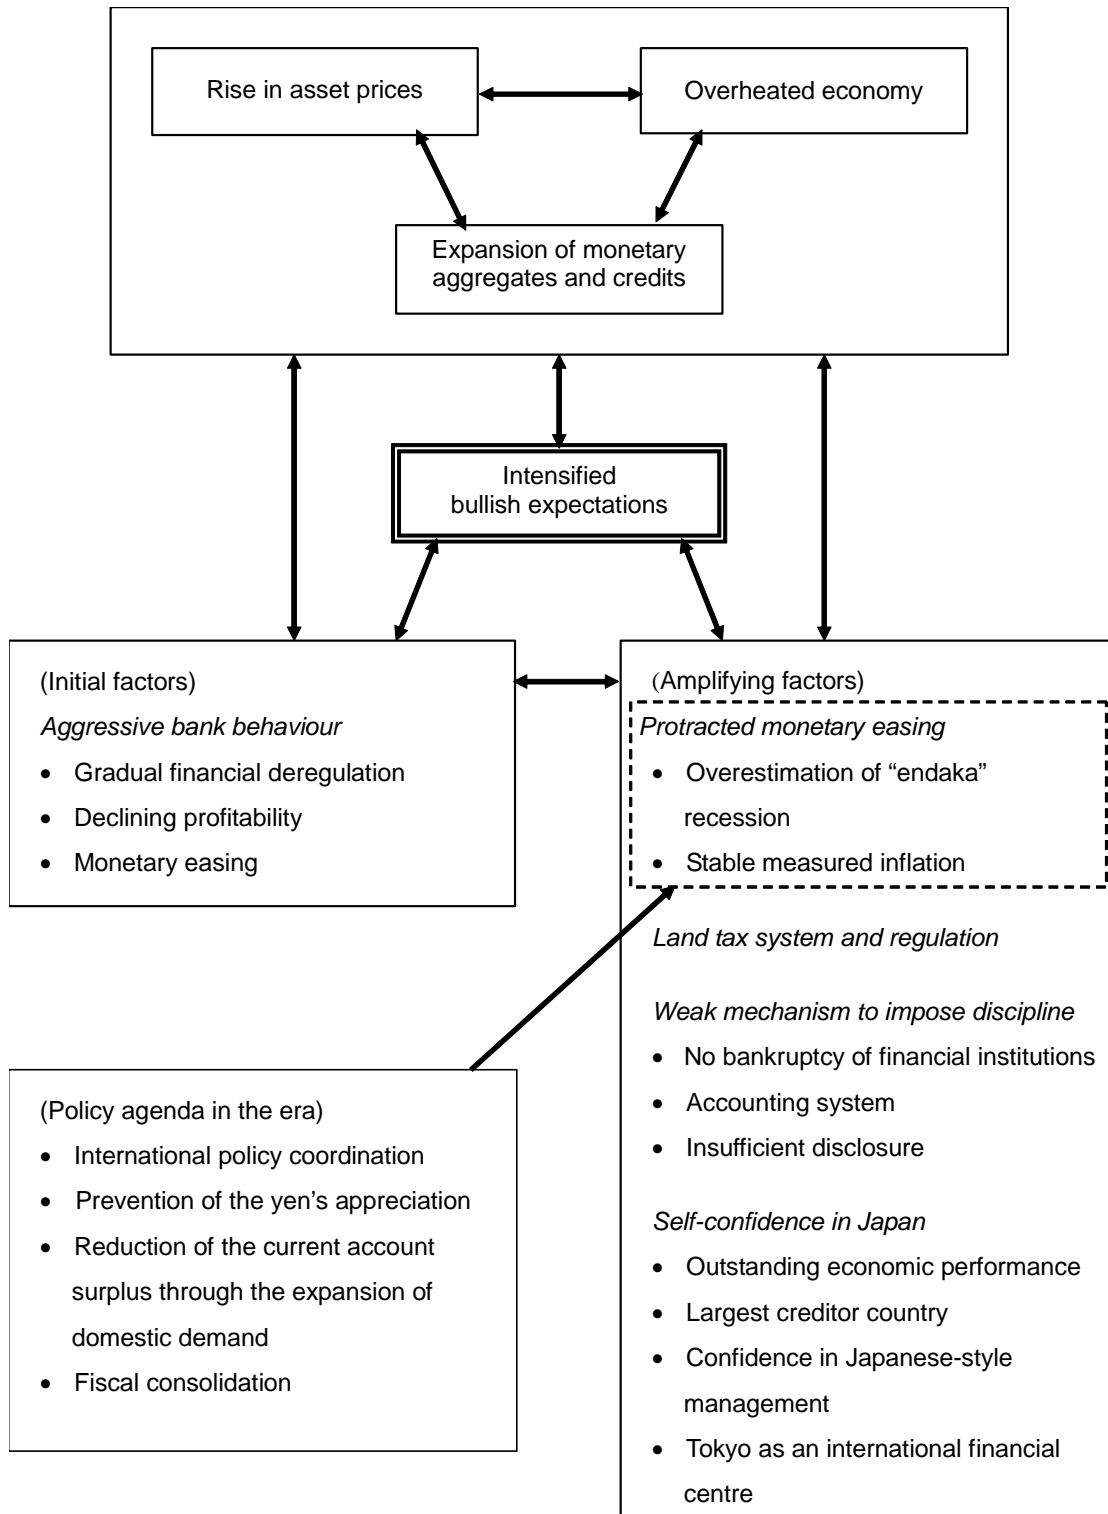 Rise in asset prices
Overheated economy
Expansion of monetary
aggregates and credits
Intensified
bullish expectations
(Initial factors)
Aggressive bank behaviour
• Gradual financial deregulation
• Declining profitability
• Monetary easing
(Amplifying factors)
Protracted monetary easing
• Overestimation of “endaka”
recession
• Stable measured inflation
Land tax system and regulation
Weak mechanism to impose discipline
• No bankruptcy of financial institutions
• Accounting system
• Insufficient disclosure
Self-confidence in Japan
• Outstanding economic performance
• Largest creditor country
• Confidence in Japanese-style
management
• Tokyo as an international financial
centre
(Policy agenda in the era)
• International policy coordination
• Prevention of the yen’s appreciation
• Reduction of the current account
surplus through the expansion of
domestic demand
• Fiscal consolidation